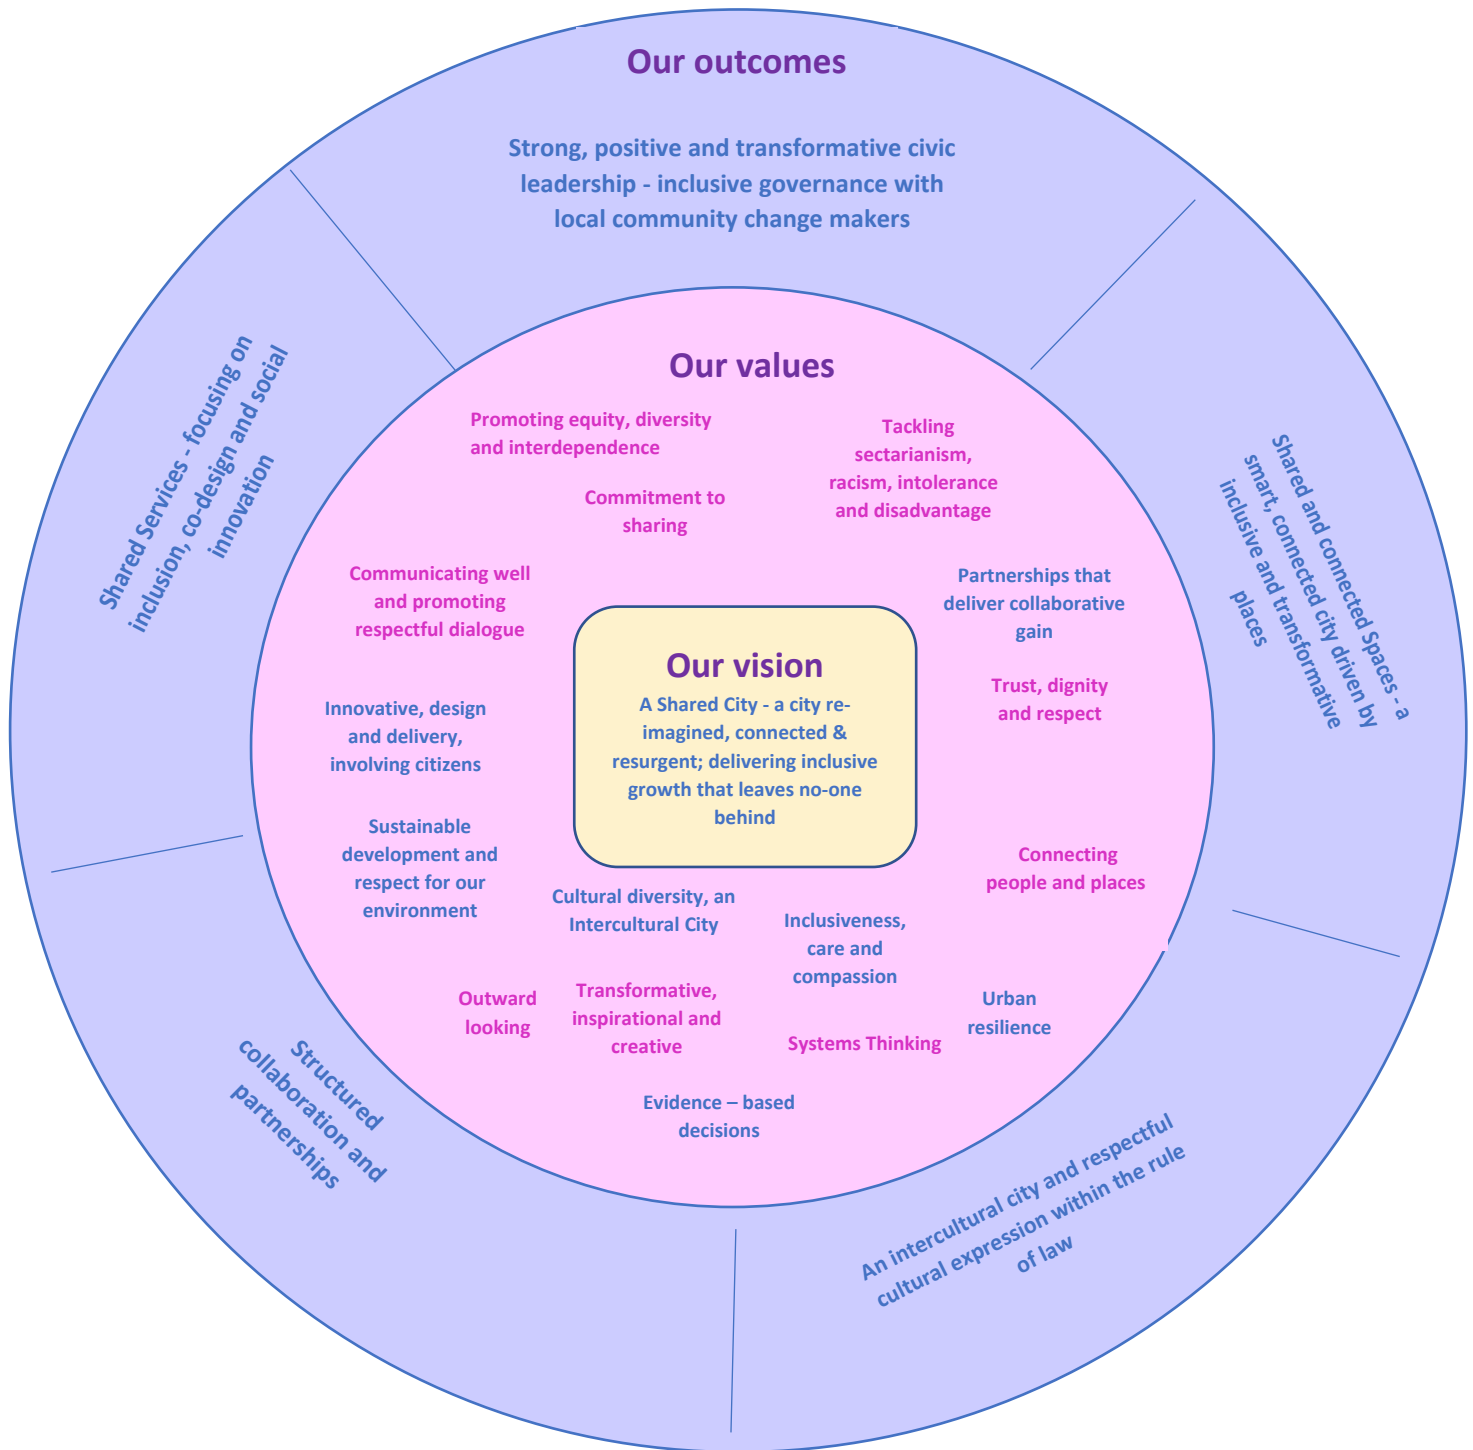 Our outcomes
Strong, positive and transformative civic
leadership - inclusive governance with
local community change makers
Shared Services - focusing on
inclusion, co-design and social
innovation
Shared and connected Spaces - a
smart, connected city driven by
inclusive and transformative
places
Structured
collaboration and
partnerships
An intercultural city and respectful
cultural expression within the rule
of law
Our values
Promoting equity, diversity
and interdependence
Tackling
sectarianism,
racism, intolerance
and disadvantage
Commitment to
sharing
Communicating well
and promoting
respectful dialogue
Partnerships that
deliver collaborative
gain
Trust, dignity
and respect
Innovative, design
and delivery,
involving citizens
Our vision
A Shared City - a city re-
imagined, connected &
resurgent; delivering inclusive
growth that leaves no-one
behind
Sustainable
development and
respect for our
environment
Connecting
people and places
Cultural diversity, an
Intercultural City
Inclusiveness,
care and
compassion
Outward
looking
Transformative,
inspirational and
creative
Systems Thinking
Urban
resilience
Evidence – based
decisions